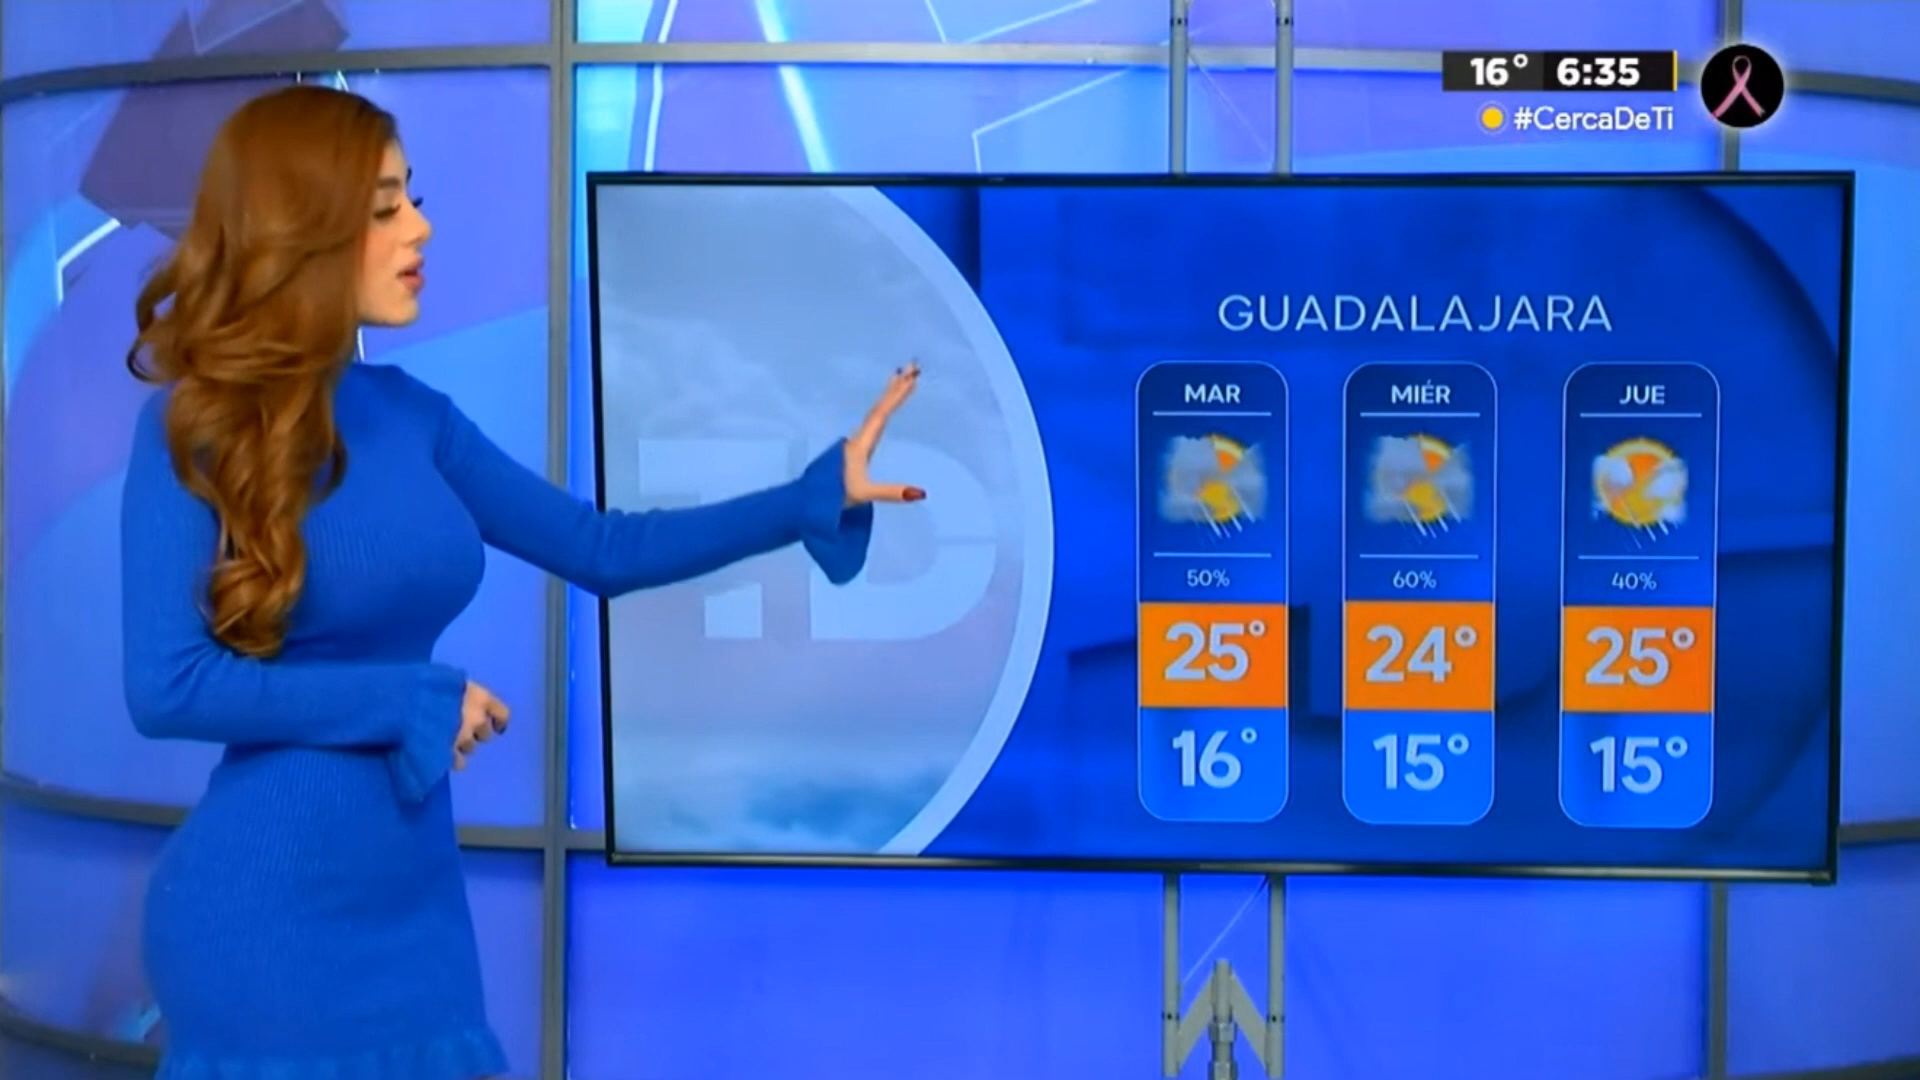 16° 6:35
#CercaDeTi
GUADALAJARA
MAR MIÉR JUE
50% 60% 40%
25° 24° 25°
16° 15° 15°